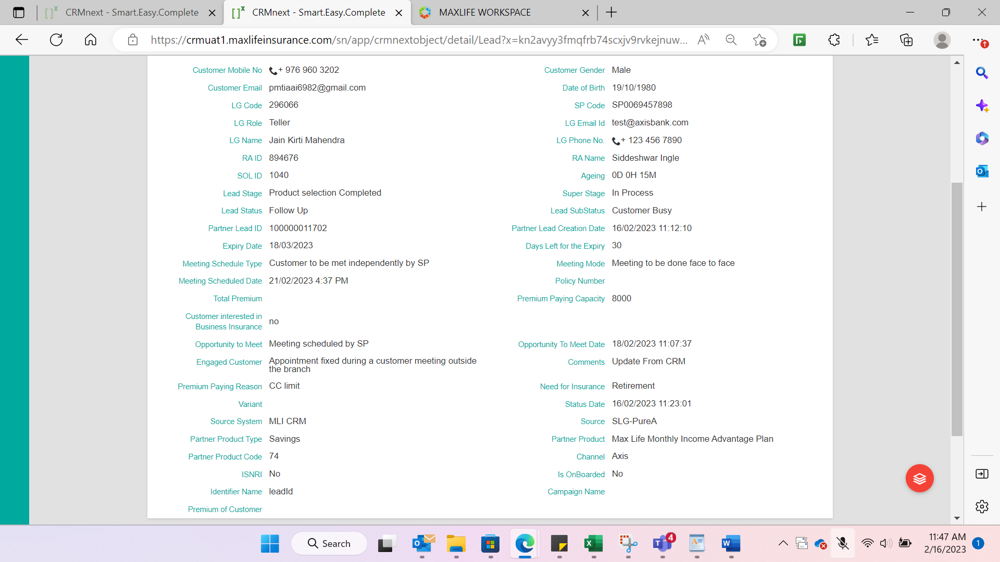 CRMnext - Smart.Easy.Complete
CRMnext - Smart.Easy.Complete
MAXLIFE WORKSPACE
https://crmuat1.maxlifeinsurance.com/sn/app/crmnextobject/detail/Lead?x=kn2avyy3fmqfrb74scxjv9rvkejnuw...
Customer Mobile No + 976 960 3202 Customer Gender Male
Customer Email pmtiaai6982@gmail.com Date of Birth 19/10/1980
LG Code 296066 SP Code SP0069457898
LG Role Teller LG Email Id test@axisbank.com
LG Name Jain Kirti Mahendra LG Phone No. + 123 456 7890
RA ID 894676 RA Name Siddeshwar Ingle
SOL ID 1040 Ageing 0D 0H 15M
Lead Stage Product selection Completed Super Stage In Process
Lead Status Follow Up Lead SubStatus Customer Busy
Partner Lead ID 100000011702 Partner Lead Creation Date 16/02/2023 11:12:10
Expiry Date 18/03/2023 Days Left for the Expiry 30
Meeting Schedule Type Customer to be met independently by SP Meeting Mode Meeting to be done face to face
Meeting Scheduled Date 21/02/2023 4:37 PM Policy Number
Total Premium Premium Paying Capacity 8000
Customer interested in
Business Insurance no
Opportunity to Meet Meeting scheduled by SP Opportunity To Meet Date 18/02/2023 11:07:37
Engaged Customer Appointment fixed during a customer meeting outside
the branch
Comments Update From CRM
Premium Paying Reason CC limit Need for Insurance Retirement
Variant Status Date 16/02/2023 11:23:01
Source System MLI CRM Source SLG-PureA
Partner Product Type Savings Partner Product Max Life Monthly Income Advantage Plan
Partner Product Code 74 Channel Axis
ISNRI No Is OnBoarded No
Identifier Name leadId Campaign Name
Premium of Customer
Search
4
11:47 AM
2/16/2023
1